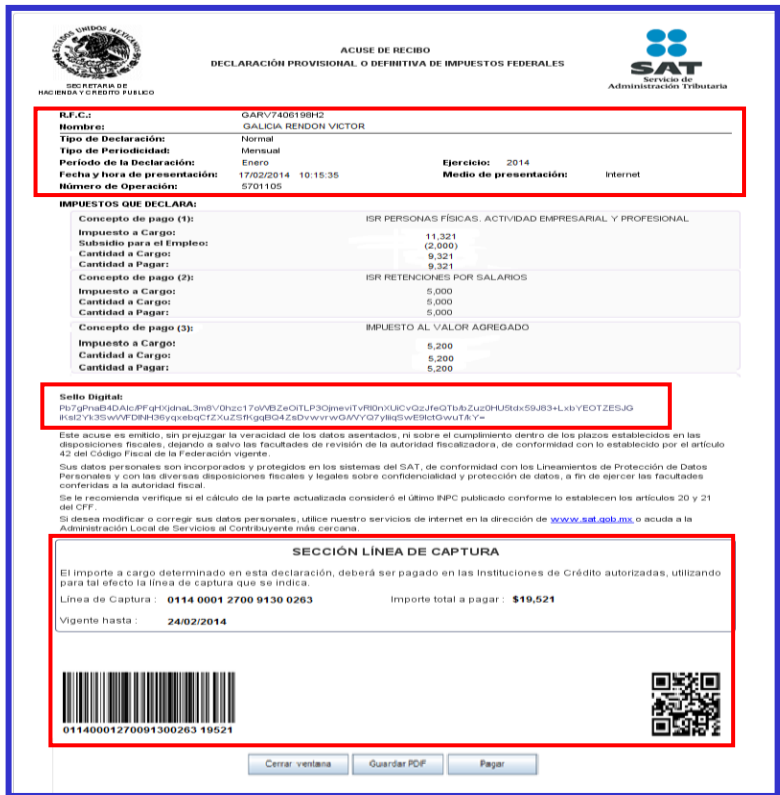 ESTADOS UNIDOS MEXICANOS
SECRETARIA DE
HACIENDA Y CREDITO PUBLICO
ACUSE DE RECIBO
DECLARACIÓN PROVISIONAL O DEFINITIVA DE IMPUESTOS FEDERALES
SAT
Servicio de
Administración Tributaria
R.F.C.: GARV7406198H2
Nombre: GALICIA RENDON VICTOR
Tipo de Declaración: Normal
Tipo de Periodicidad: Mensual
Período de la Declaración: Enero Ejercicio: 2014
Fecha y hora de presentación: 17/02/2014 10:15:35 Medio de presentación: Internet
Número de Operación: 5701105
IMPUESTOS QUE DECLARA:
Concepto de pago (1): ISR PERSONAS FÍSICAS. ACTIVIDAD EMPRESARIAL Y PROFESIONAL
Impuesto a Cargo: 11,321
Subsidio para el Empleo: (2,000)
Cantidad a Cargo: 9,321
Cantidad a Pagar: 9,321
Concepto de pago (2): ISR RETENCIONES POR SALARIOS
Impuesto a Cargo: 5,000
Cantidad a Cargo: 5,000
Cantidad a Pagar: 5,000
Concepto de pago (3): IMPUESTO AL VALOR AGREGADO
Impuesto a Cargo: 5,200
Cantidad a Cargo: 5,200
Cantidad a Pagar: 5,200
Sello Digital:
Este acuse es emitido, sin prejuzgar la veracidad de los datos asentados, ni sobre el cumplimiento dentro de los plazos establecidos en las
disposiciones fiscales, dejando a salvo las facultades de revisión de la autoridad fiscalizadora, de conformidad con lo establecido por el artículo
42 del Código Fiscal de la Federación vigente.
Sus datos personales son incorporados y protegidos en los sistemas del SAT, de conformidad con los Lineamientos de Protección de Datos
Personales y con las diversas disposiciones fiscales y legales sobre confidencialidad y protección de datos, a fin de ejercer las facultades
conferidas a la autoridad fiscal.
Se le recomienda verifique si el cálculo de la parte actualizada consideró el último INPC publicado conforme lo establecen los artículos 20 y 21
del CFF.
Si desea modificar o corregir sus datos personales, utilice nuestro servicios de internet en la dirección de www.sat.gob.mx o acuda a la
Administración Local de Servicios al Contribuyente más cercana.
SECCIÓN LÍNEA DE CAPTURA
El importe a cargo determinado en esta declaración, deberá ser pagado en las Instituciones de Crédito autorizadas, utilizando
para tal efecto la línea de captura que se indica.
Línea de Captura : 0114 0001 2700 9130 0263 Importe total a pagar : $19,521
Vigente hasta : 24/02/2014
01140001270091300263 19521
Cerrar ventana Guardar PDF Pagar